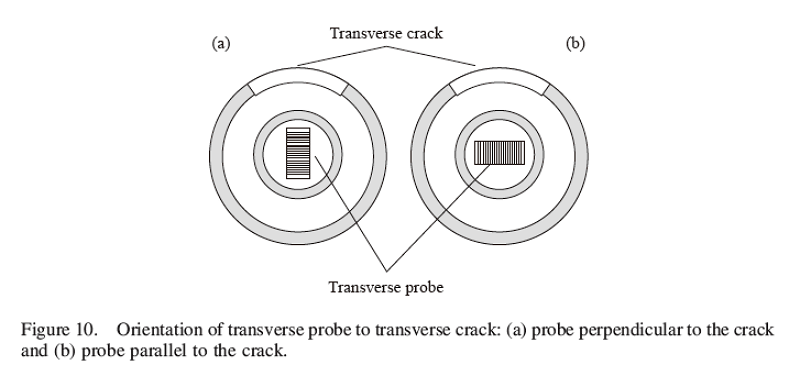 (a)
Transverse crack
(b)
Transverse probe
Figure 10. Orientation of transverse probe to transverse crack: (a) probe perpendicular to the crack
and (b) probe parallel to the crack.